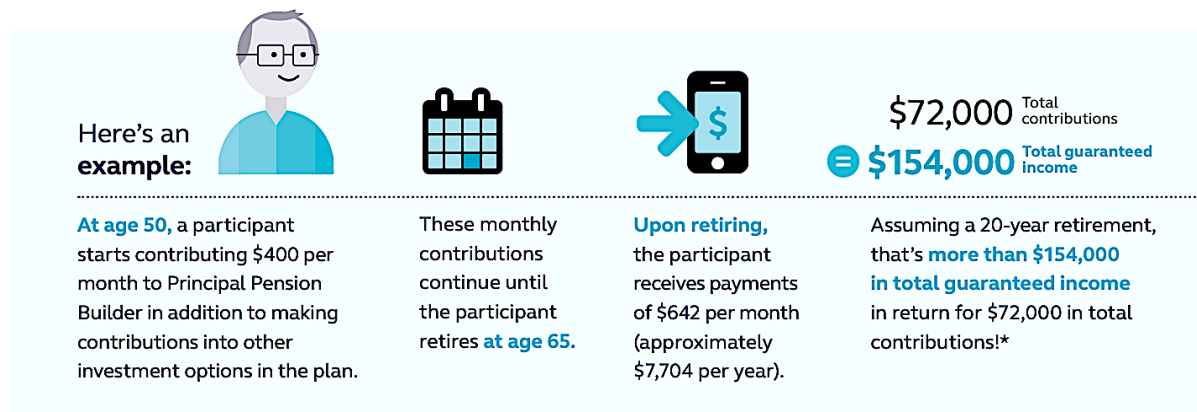 Here's an
example:
$
$72,000 Total
contributions
= $154,000 Total guaranteed
income
At age 50, a participant
starts contributing $400 per
month to Principal Pension
Builder in addition to making
contributions into other
investment options in the plan.
These monthly
contributions
continue until
the participant
retires at age 65.
Upon retiring,
the participant
receives payments
of $642 per month
(approximately
$7,704 per year).
Assuming a 20-year retirement,
that's more than $154,000
in total guaranteed income
in return for $72,000 in total
contributions!*